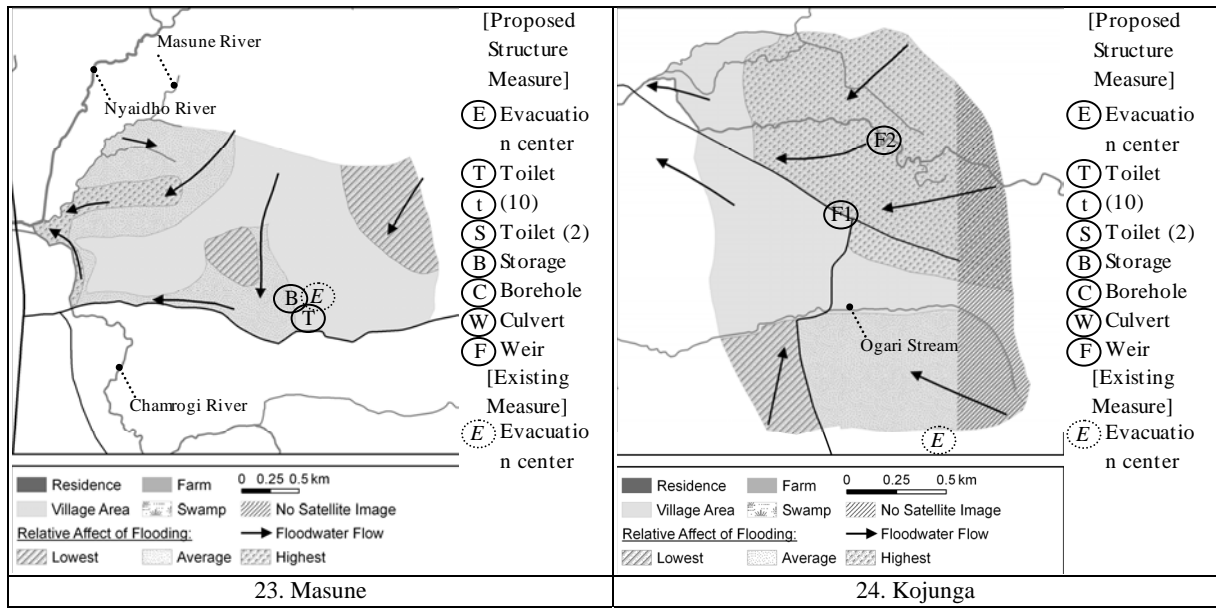 Masune River
Nyaidho River
B
E
T
Chamrogi River
[Proposed
Structure
Measure]
E Evacuatio
n center
T Toilet
t (10)
S Toilet (2)
B Storage
C Borehole
W Culvert
F Weir
[Existing
Measure]
E Evacuatio
n center
Residence Farm 0 0.25 0.5 km
Village Area Swamp No Satellite Image
Relative Affect of Flooding: Floodwater Flow
Lowest Average Highest
23. Masune
F2
F1
Ogari Stream
E
[Proposed
Structure
Measure]
E Evacuatio
n center
T Toilet
t (10)
S Toilet (2)
B Storage
C Borehole
W Culvert
F Weir
[Existing
Measure]
E Evacuatio
n center
Residence Farm 0 0.25 0.5 km
Village Area Swamp No Satellite Image
Relative Affect of Flooding: Floodwater Flow
Lowest Average Highest
24. Kojunga